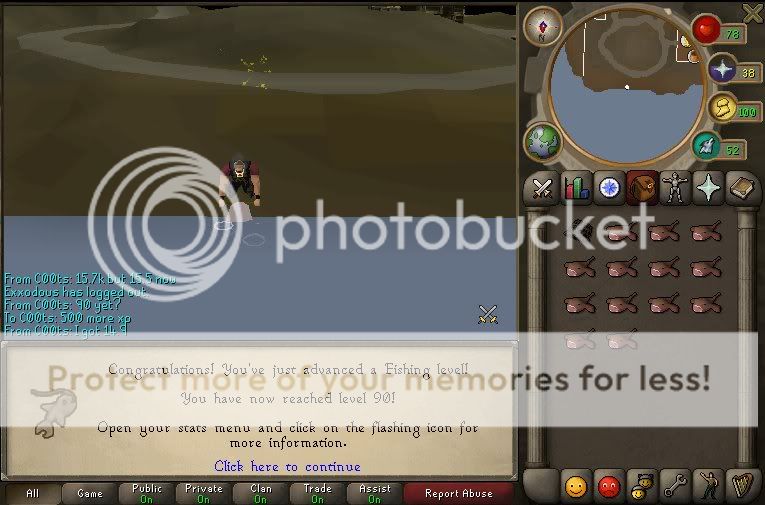 N
78
38
100
52
From C00ts: 15.7k but 15.5 now
Exxodous has logged out.
From C00ts: 90 yet?
To C00ts: 500 more xp
From C00ts: I got 14.9
photobucket
Protect more of your memories for less!
Congratulations! You've just advanced a Fishing level!
You have now reached level 90!
Open your stats menu and click on the flashing icon for
more information.
Click here to continue
All
Game
Public
On
Private
On
Clan
On
Trade
On
Assist
On
Report Abuse